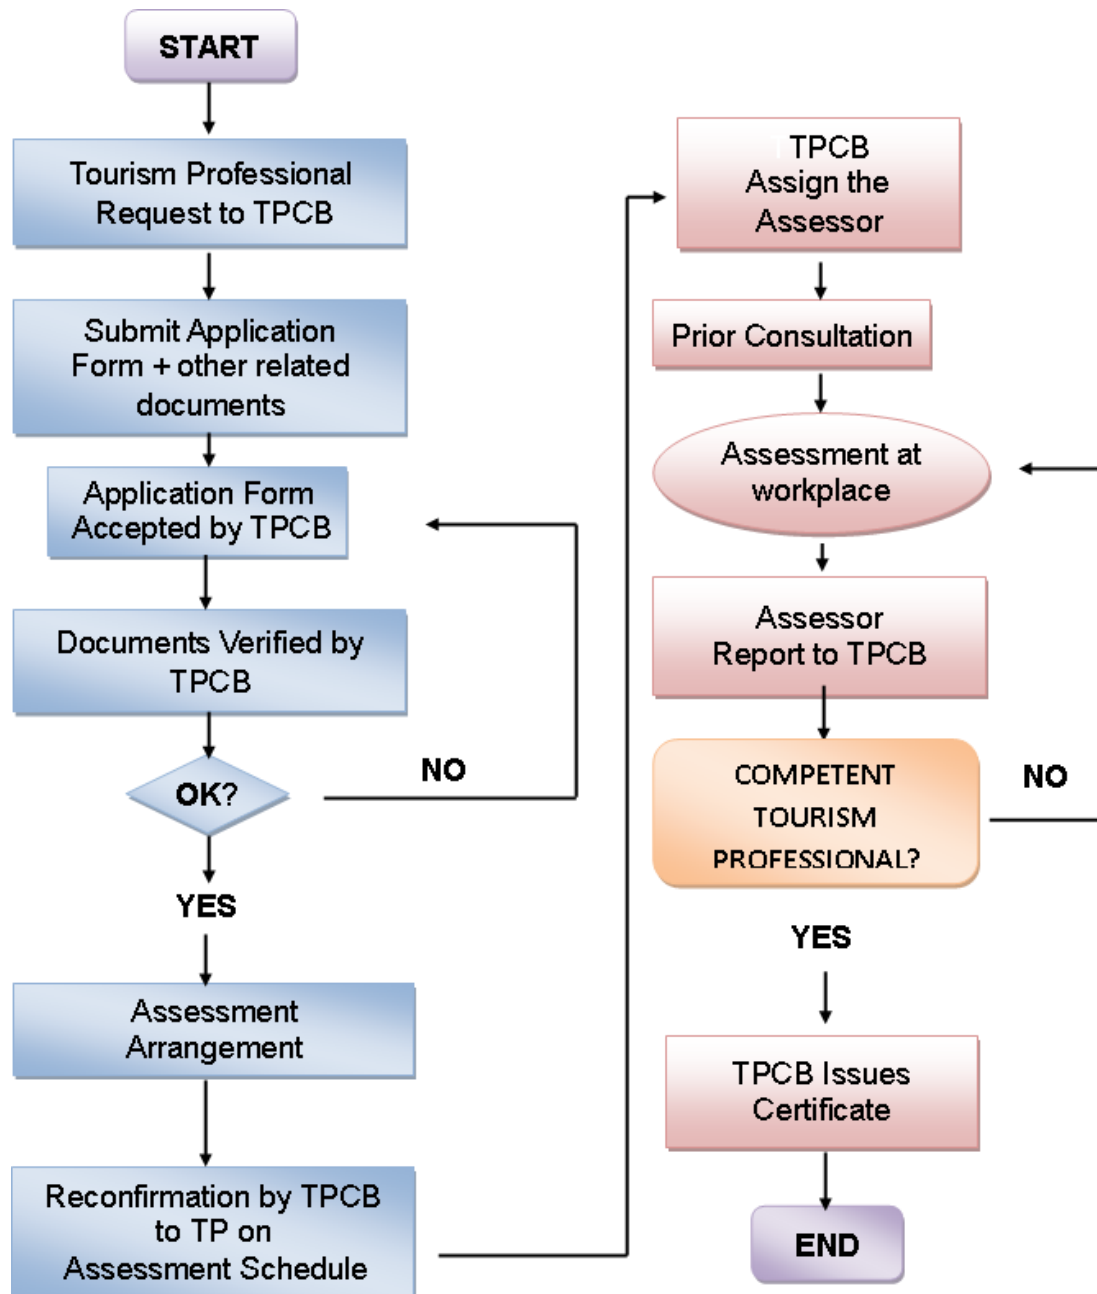 START
Tourism Professional
Request to TPCB
Submit Application
Form + other related
documents
Application Form
Accepted by TPCB
Documents Verified by
TPCB
OK?
NO
YES
Assessment
Arrangement
Reconfirmation by TPCB
to TP on
Assessment Schedule
TPCB
Assign the
Assessor
Prior Consultation
Assessment at
workplace
Assessor
Report to TPCB
COMPETENT
TOURISM
PROFESSIONAL?
NO
YES
TPCB Issues
Certificate
END